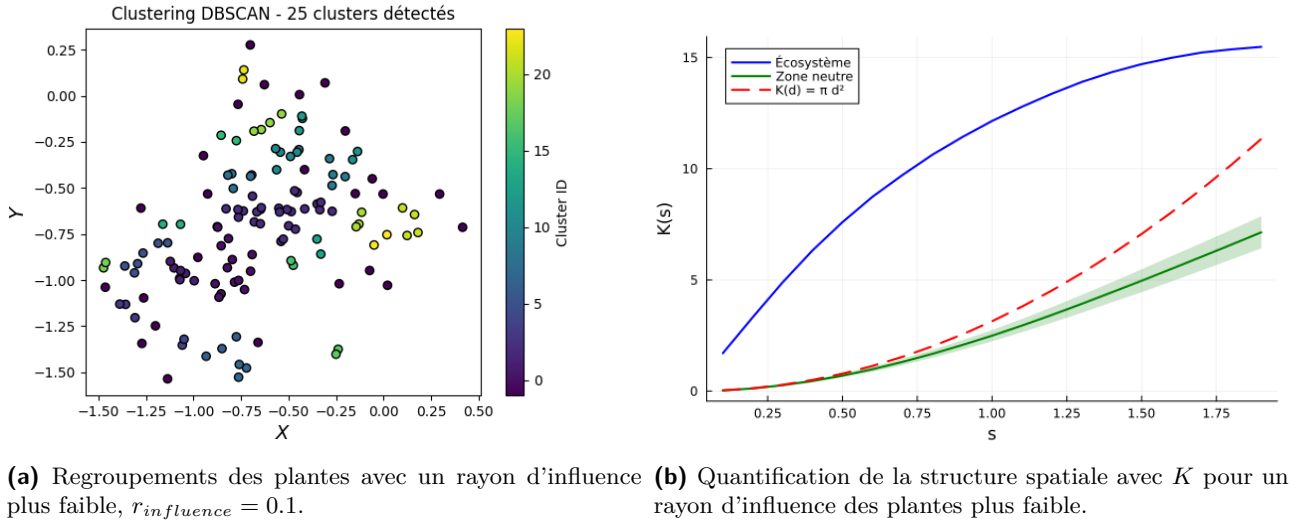 Clustering DBSCAN - 25 clusters détectés
0.25
0.00
−0.25
−0.50
−0.75
−1.00
−1.25
−1.50
Y
−1.50 −1.25 −1.00 −0.75 −0.50 −0.25 0.00 0.25 0.50
X
20
15
10
5
0
Cluster ID
15
10
5
0
K(s)
Écosystème
Zone neutre
K(d) = π d²
0.25 0.50 0.75 1.00 1.25 1.50 1.75
s
(a) Regroupements des plantes avec un rayon d'influence
plus faible, r_influence = 0.1.
(b) Quantification de la structure spatiale avec K pour un
rayon d'influence des plantes plus faible.